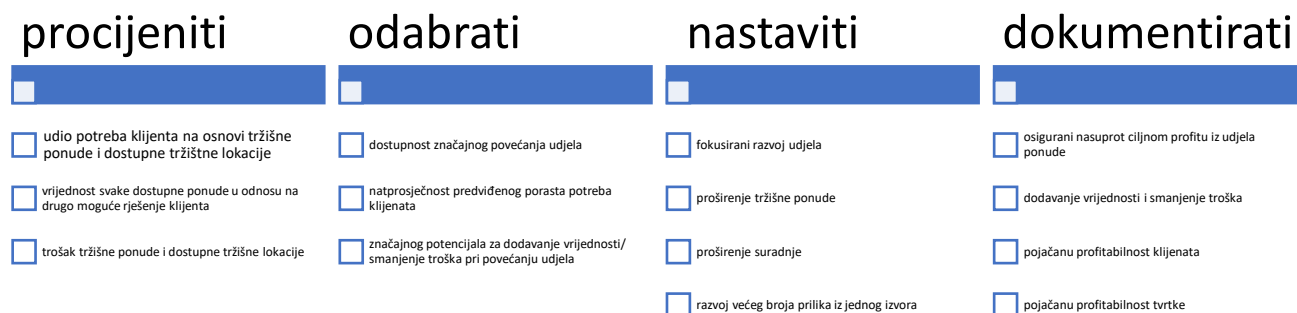 procijeniti
udio potreba klijenta na osnovi tržišne
ponude i dostupne tržištne lokacije
vrijednost svake dostupne ponude u odnosu na
drugo moguće rješenje klijenta
trošak tržišne ponude i dostupne tržišne lokacije
odabrati
dostupnost značajnog povećanja udjela
natprosječnost predviđenog porasta potreba
klijenata
značajnog potencijala za dodavanje vrijednosti/
smanjenje troška pri povećanju udjela
nastaviti
fokusirani razvoj udjela
proširenje tržišne ponude
proširenje suradnje
razvoj većeg broja prilika iz jednog izvora
dokumentirati
osigurani nasuprot ciljnom profitu iz udjela
ponude
dodavanje vrijednosti i smanjenje troška
pojačanu profitabilnost klijenata
pojačanu profitabilnost tvrtke